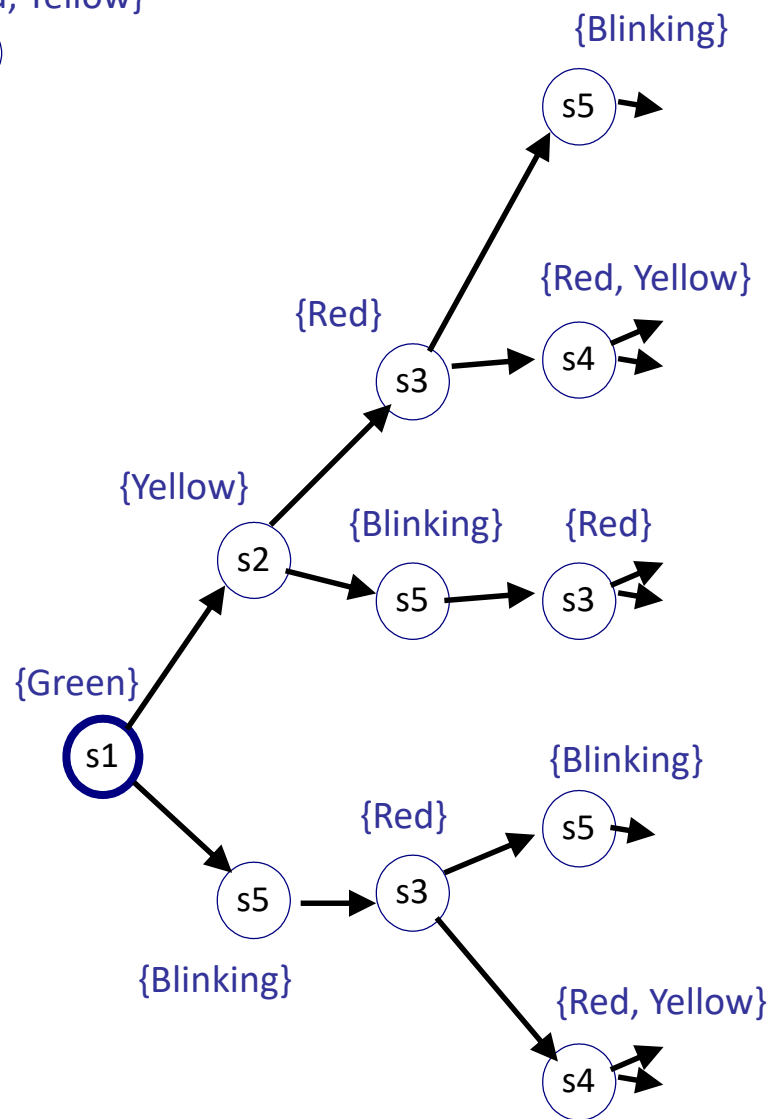 Yellow}
{Blinking}
s5
{Red, Yellow}
{Red}
s4
s3
{Yellow}
{Blinking}
{Red}
s2
s5
s3
{Green}
s1
{Blinking}
{Red}
s5
s3
s5
{Blinking}
{Red, Yellow}
s4